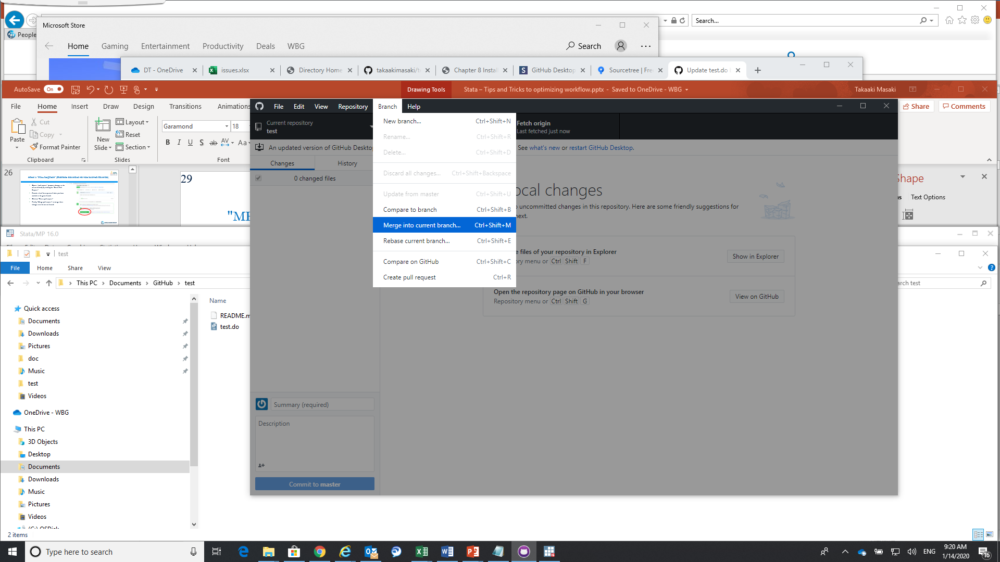 Search...
People
Microsoft Store
Home Gaming Entertainment Productivity Deals WBG
Search
DT - OneDrive
issues.xlsx
Directory Home
takaakimasaki/t
Chapter 8 Install
GitHub Desktop
Sourcetree | Fre
Update test.do
AutoSave On
Drawing Tools
Stata – Tips and Tricks to optimizing workflow.pptx - Saved to OneDrive - WBG
Takaaki Masaki
File Home Insert Draw Design Transitions Animations
Share
Comments
Paste
Cut
Copy
Format Painter
Clipboard
New
Slide
Layout
Reset
Section
Slides
Garamond 18
B I U S ab AV Aa
Font
26
29
"ME
Shape
Text Options
File Edit View Repository Branch Help
Current repository
test
Fetch origin
Last fetched just now
An updated version of GitHub Deskto
See what's new or restart GitHub Desktop.
Changes History
0 changed files
New branch... Ctrl+Shift+N
Rename... Ctrl+Shift+R
Delete... Ctrl+Shift+D
Discard all changes... Ctrl+Shift+Backspace
Update from master Ctrl+Shift+U
Compare to branch Ctrl+Shift+B
Merge into current branch... Ctrl+Shift+M
Rebase current branch... Ctrl+Shift+E
Compare on GitHub Ctrl+Shift+C
Create pull request Ctrl+R
ocal changes
o uncommitted changes in this repository. Here are some friendly suggestions for
next.
e files of your repository in Explorer
ory menu or Ctrl Shift F
Show in Explorer
Open the repository page on GitHub in your browser
Repository menu or Ctrl Shift G
View on GitHub
Summary (required)
Description
Commit to master
Stata/MP 16.0
test
File Home Share View
This PC > Documents > GitHub > test
arch test
Name
README.m
test.do
Quick access
Documents
Downloads
Pictures
doc
Music
test
Videos
OneDrive - WBG
This PC
3D Objects
Desktop
Documents
Downloads
Music
Pictures
Videos
2 items
Type here to search
ENG
9:20 AM
1/14/2020
16